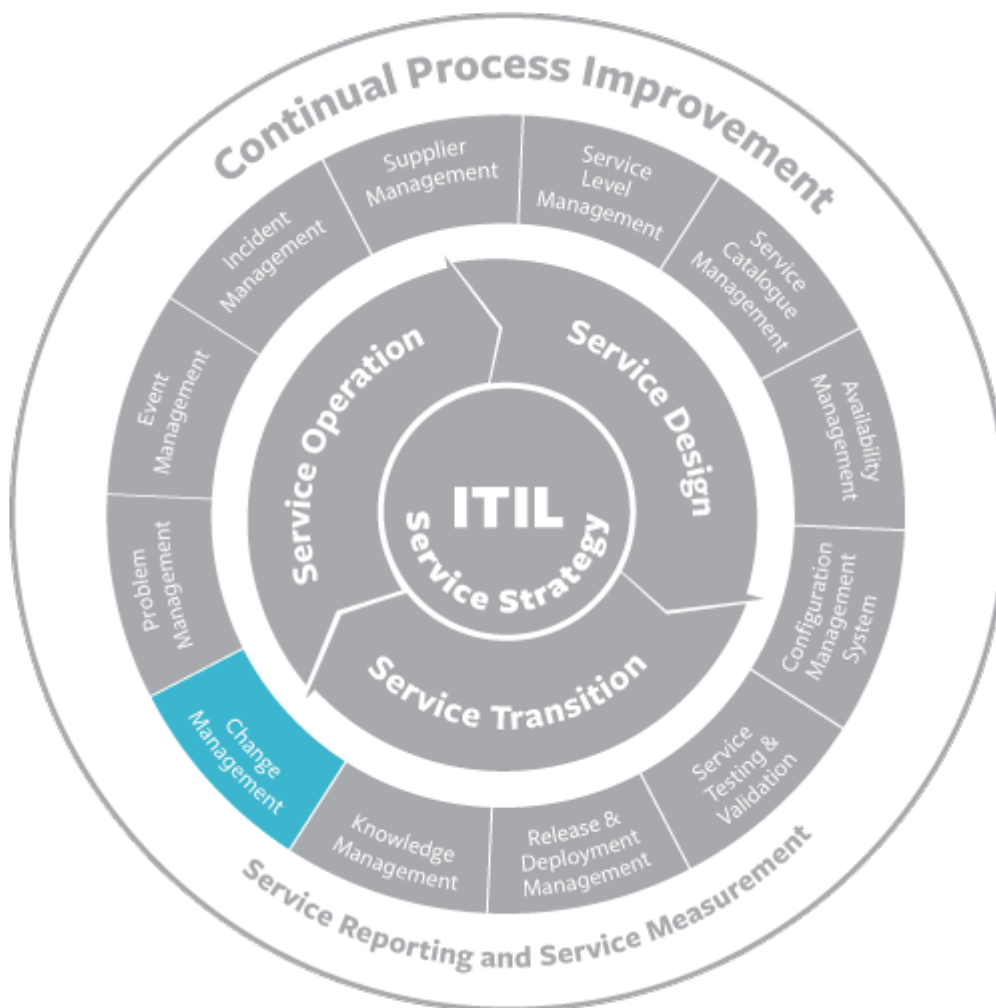 Continual Process Improvement
Supplier
Management
Service
Level
Management
Service
Catalogue
Management
Availability
Management
Configuration
Management
System
Service
Testing &
Validation
Release &
Deployment
Management
Knowledge
Management
Change
Management
Problem
Management
Event
Management
Incident
Management
Service Operation
Service Design
Service Transition
ITIL
Service Strategy
Service Reporting and Service Measurement